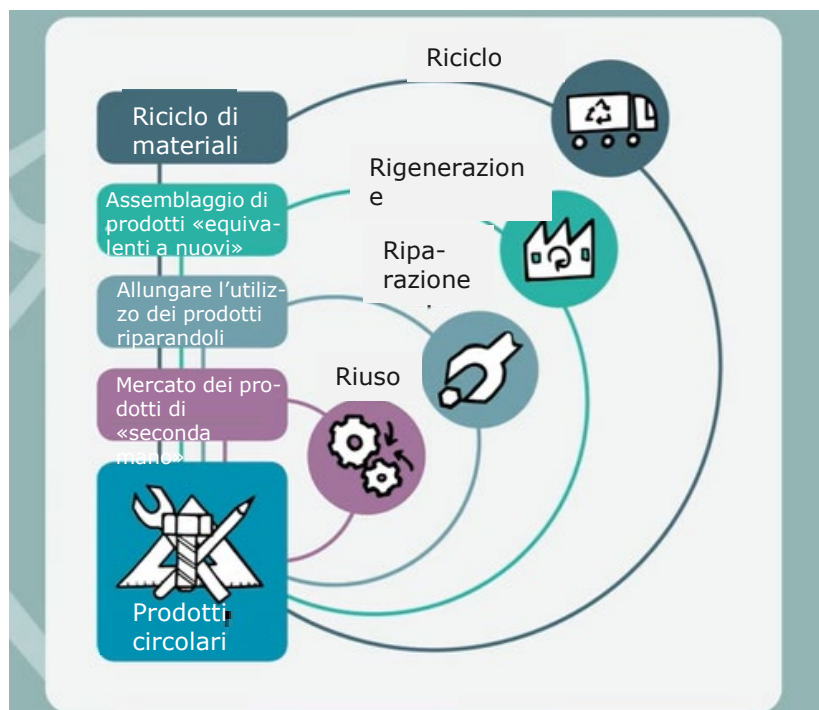 Riciclo
Riciclo di
materiali
Rigenerazion
e
Assemblaggio di
prodotti «equiva-
lenti a nuovi»
Ripa-
razione
Allungare l’utiliz-
zo dei prodotti
riparandoli
Riuso
Mercato dei pro-
dotti di
«seconda
mano»
Prodotti
circolari